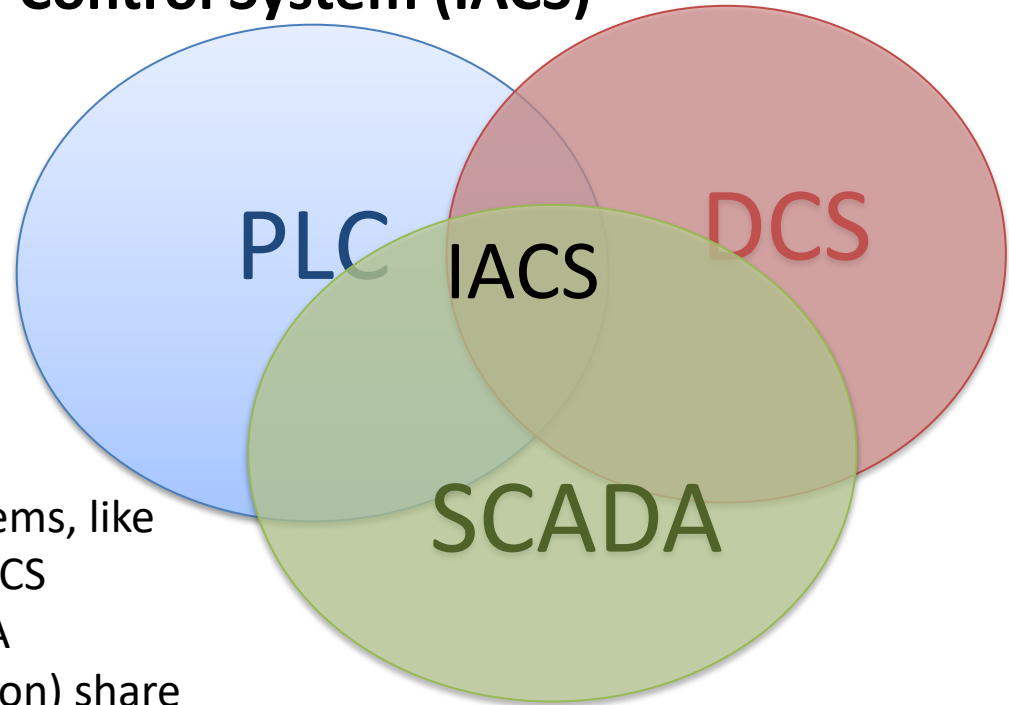 Control System (IACS)
PLC
DCS
IACS
SCADA
ems, like
CS
A
on) share